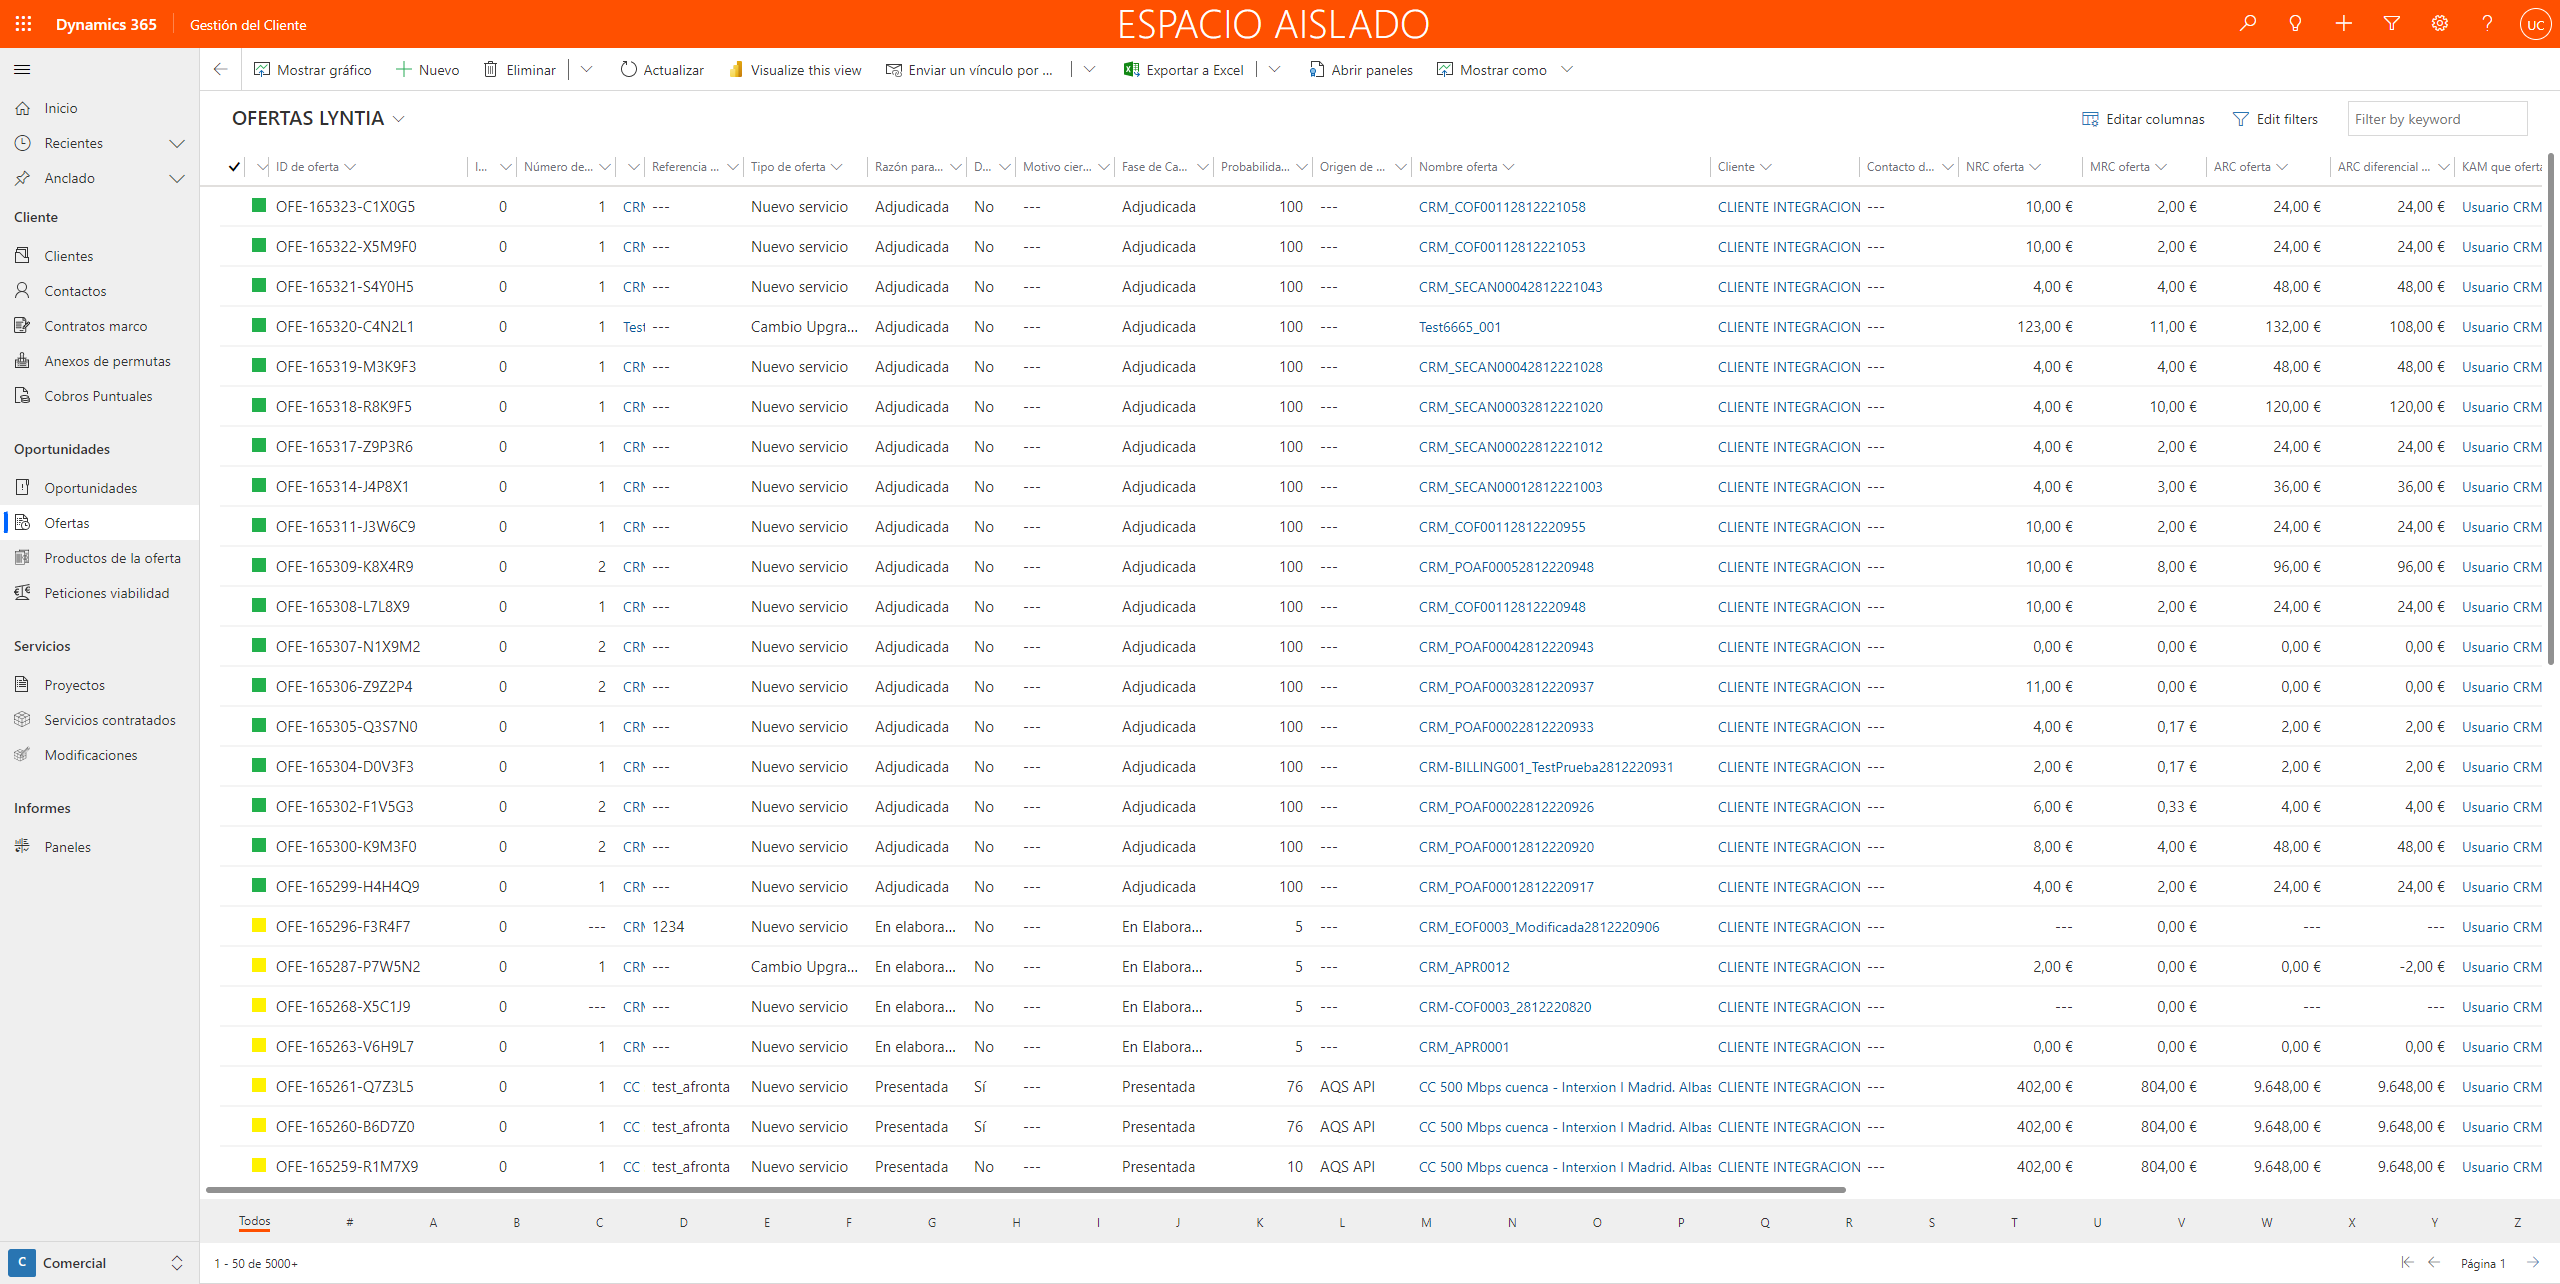 Dynamics 365 Gestión del Cliente ESPACIO AISLADO UC
Mostrar gráfico Nuevo Eliminar Actualizar Visualize this view Enviar un vínculo por ... Exportar a Excel Abrir paneles Mostrar como
Inicio
Recientes
Anclado
Cliente
Clientes
Contactos
Contratos marco
Anexos de permutas
Cobros Puntuales
Oportunidades
Oportunidades
Ofertas
Productos de la oferta
Peticiones viabilidad
Servicios
Proyectos
Servicios contratados
Modificaciones
Informes
Paneles
C Comercial
OFERTAS LYNTIA Editar columnas Edit filters Filter by keyword
ID de oferta I... Número de... Referencia ... Tipo de oferta Razón para... D... Motivo cier... Fase de Ca... Probabilida... Origen de ... Nombre oferta Cliente Contacto d... NRC oferta MRC oferta ARC oferta ARC diferencial ... KAM que oferta
OFE-165323-C1X0G5 0 1 CRM --- Nuevo servicio Adjudicada No --- Adjudicada 100 --- CRM_COF00112812221058 CLIENTE INTEGRACION --- 10,00 € 2,00 € 24,00 € 24,00 € Usuario CRM
OFE-165322-X5M9F0 0 1 CRM --- Nuevo servicio Adjudicada No --- Adjudicada 100 --- CRM_COF00112812221053 CLIENTE INTEGRACION --- 10,00 € 2,00 € 24,00 € 24,00 € Usuario CRM
OFE-165321-S4Y0H5 0 1 CRM --- Nuevo servicio Adjudicada No --- Adjudicada 100 --- CRM_SECAN00042812221043 CLIENTE INTEGRACION --- 4,00 € 4,00 € 48,00 € 48,00 € Usuario CRM
OFE-165320-C4N2L1 0 1 Test --- Cambio Upgra... Adjudicada No --- Adjudicada 100 --- Test6665_001 CLIENTE INTEGRACION --- 123,00 € 11,00 € 132,00 € 108,00 € Usuario CRM
OFE-165319-M3K9F3 0 1 CRM --- Nuevo servicio Adjudicada No --- Adjudicada 100 --- CRM_SECAN00042812221028 CLIENTE INTEGRACION --- 4,00 € 4,00 € 48,00 € 48,00 € Usuario CRM
OFE-165318-R8K9F5 0 1 CRM --- Nuevo servicio Adjudicada No --- Adjudicada 100 --- CRM_SECAN00032812221020 CLIENTE INTEGRACION --- 4,00 € 10,00 € 120,00 € 120,00 € Usuario CRM
OFE-165317-Z9P3R6 0 1 CRM --- Nuevo servicio Adjudicada No --- Adjudicada 100 --- CRM_SECAN00022812221012 CLIENTE INTEGRACION --- 4,00 € 2,00 € 24,00 € 24,00 € Usuario CRM
OFE-165314-J4P8X1 0 1 CRM --- Nuevo servicio Adjudicada No --- Adjudicada 100 --- CRM_SECAN00012812221003 CLIENTE INTEGRACION --- 4,00 € 3,00 € 36,00 € 36,00 € Usuario CRM
OFE-165311-J3W6C9 0 1 CRM --- Nuevo servicio Adjudicada No --- Adjudicada 100 --- CRM_COF00112812220955 CLIENTE INTEGRACION --- 10,00 € 2,00 € 24,00 € 24,00 € Usuario CRM
OFE-165309-K8X4R9 0 2 CRM --- Nuevo servicio Adjudicada No --- Adjudicada 100 --- CRM_POAF00052812220948 CLIENTE INTEGRACION --- 10,00 € 8,00 € 96,00 € 96,00 € Usuario CRM
OFE-165308-L7L8X9 0 1 CRM --- Nuevo servicio Adjudicada No --- Adjudicada 100 --- CRM_COF00112812220948 CLIENTE INTEGRACION --- 10,00 € 2,00 € 24,00 € 24,00 € Usuario CRM
OFE-165307-N1X9M2 0 2 CRM --- Nuevo servicio Adjudicada No --- Adjudicada 100 --- CRM_POAF00042812220943 CLIENTE INTEGRACION --- 0,00 € 0,00 € 0,00 € 0,00 € Usuario CRM
OFE-165306-Z9Z2P4 0 2 CRM --- Nuevo servicio Adjudicada No --- Adjudicada 100 --- CRM_POAF00032812220937 CLIENTE INTEGRACION --- 11,00 € 0,00 € 0,00 € 0,00 € Usuario CRM
OFE-165305-Q3S7N0 0 1 CRM --- Nuevo servicio Adjudicada No --- Adjudicada 100 --- CRM_POAF00022812220933 CLIENTE INTEGRACION --- 4,00 € 0,17 € 2,00 € 2,00 € Usuario CRM
OFE-165304-D0V3F3 0 1 CRM --- Nuevo servicio Adjudicada No --- Adjudicada 100 --- CRM-BILLING001_TestPrueba2812220931 CLIENTE INTEGRACION --- 2,00 € 0,17 € 2,00 € 2,00 € Usuario CRM
OFE-165302-F1V5G3 0 2 CRM --- Nuevo servicio Adjudicada No --- Adjudicada 100 --- CRM_POAF00022812220926 CLIENTE INTEGRACION --- 6,00 € 0,33 € 4,00 € 4,00 € Usuario CRM
OFE-165300-K9M3F0 0 2 CRM --- Nuevo servicio Adjudicada No --- Adjudicada 100 --- CRM_POAF00012812220920 CLIENTE INTEGRACION --- 8,00 € 4,00 € 48,00 € 48,00 € Usuario CRM
OFE-165299-H4H4Q9 0 1 CRM --- Nuevo servicio Adjudicada No --- Adjudicada 100 --- CRM_POAF00012812220917 CLIENTE INTEGRACION --- 4,00 € 2,00 € 24,00 € 24,00 € Usuario CRM
OFE-165296-F3R4F7 0 --- CRM 1234 Nuevo servicio En elabora... No --- En Elabora... 5 --- CRM_EOF0003_Modificada2812220906 CLIENTE INTEGRACION --- --- 0,00 € --- --- Usuario CRM
OFE-165287-P7W5N2 0 1 CRM --- Cambio Upgra... En elabora... No --- En Elabora... 5 --- CRM_APR0012 CLIENTE INTEGRACION --- 2,00 € 0,00 € 0,00 € -2,00 € Usuario CRM
OFE-165268-X5C1J9 0 --- CRM --- Nuevo servicio En elabora... No --- En Elabora... 5 --- CRM-COF0003_2812220820 CLIENTE INTEGRACION --- --- 0,00 € --- --- Usuario CRM
OFE-165263-V6H9L7 0 1 CRM --- Nuevo servicio En elabora... No --- En Elabora... 5 --- CRM_APR0001 CLIENTE INTEGRACION --- 0,00 € 0,00 € 0,00 € 0,00 € Usuario CRM
OFE-165261-Q7Z3L5 0 1 CC test_afronta Nuevo servicio Presentada Sí --- Presentada 76 AQS API CC 500 Mbps cuenca - Interxion I Madrid. Albas CLIENTE INTEGRACION --- 402,00 € 804,00 € 9.648,00 € 9.648,00 € Usuario CRM
OFE-165260-B6D7Z0 0 1 CC test_afronta Nuevo servicio Presentada Sí --- Presentada 76 AQS API CC 500 Mbps cuenca - Interxion I Madrid. Albas CLIENTE INTEGRACION --- 402,00 € 804,00 € 9.648,00 € 9.648,00 € Usuario CRM
OFE-165259-R1M7X9 0 1 CC test_afronta Nuevo servicio Presentada No --- Presentada 10 AQS API CC 500 Mbps cuenca - Interxion I Madrid. Albas CLIENTE INTEGRACION --- 402,00 € 804,00 € 9.648,00 € 9.648,00 € Usuario CRM
Todos # A B C D E F G H I J K L M N O P Q R S T U V W X Y Z
1 - 50 de 5000+ Página 1